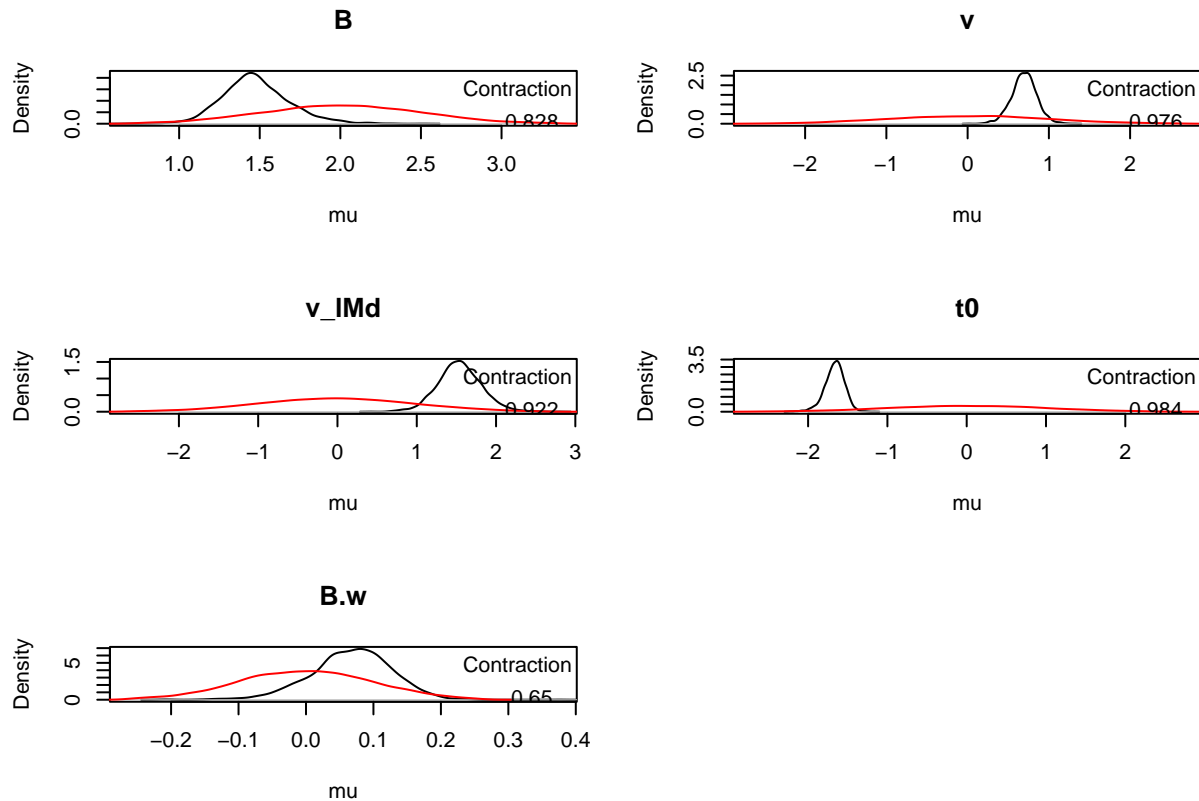 B
Density
0.0
Contraction
0.828
1.0 1.5 2.0 2.5 3.0
mu
v
Density
0.0 2.5
Contraction
0.976
−2 −1 0 1 2
mu
v_lMd
Density
0.0 1.5
Contraction
0.922
−2 −1 0 1 2 3
mu
t0
Density
0.0 3.5
Contraction
0.984
−2 −1 0 1 2
mu
B.w
Density
0 5
Contraction
0.65
−0.2 −0.1 0.0 0.1 0.2 0.3 0.4
mu